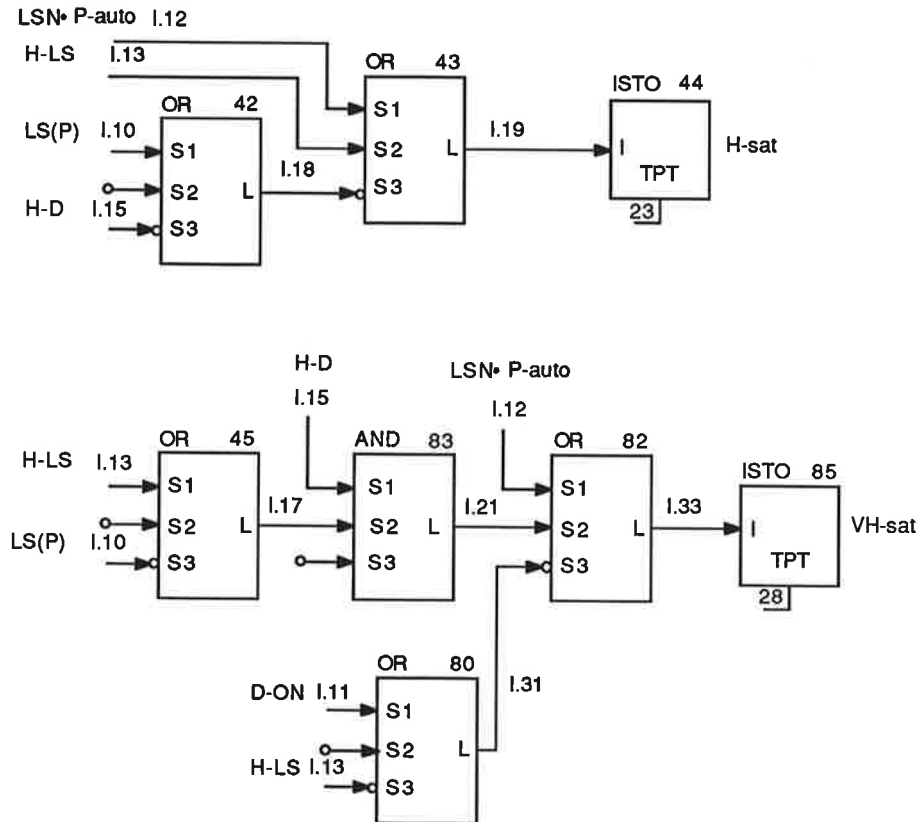 LSN• P-auto I.12
H-LS I.13
OR 43
S1
S2 L
S3
OR 42
LS(P) I.10
S1
S2 L
H-D I.15
S3
I.18
I.19
ISTO 44
I
TPT
23
H-sat
H-D
I.15
LSN• P-auto
I.12
OR 45
H-LS I.13
S1
S2 L
LS(P) I.10
S3
I.17
AND 83
S1
S2 L
S3
I.21
OR 82
S1
S2 L
S3
I.33
ISTO 85
I
TPT
28
VH-sat
OR 80
D-ON I.11
S1
S2 L
H-LS I.13
S3
I.31